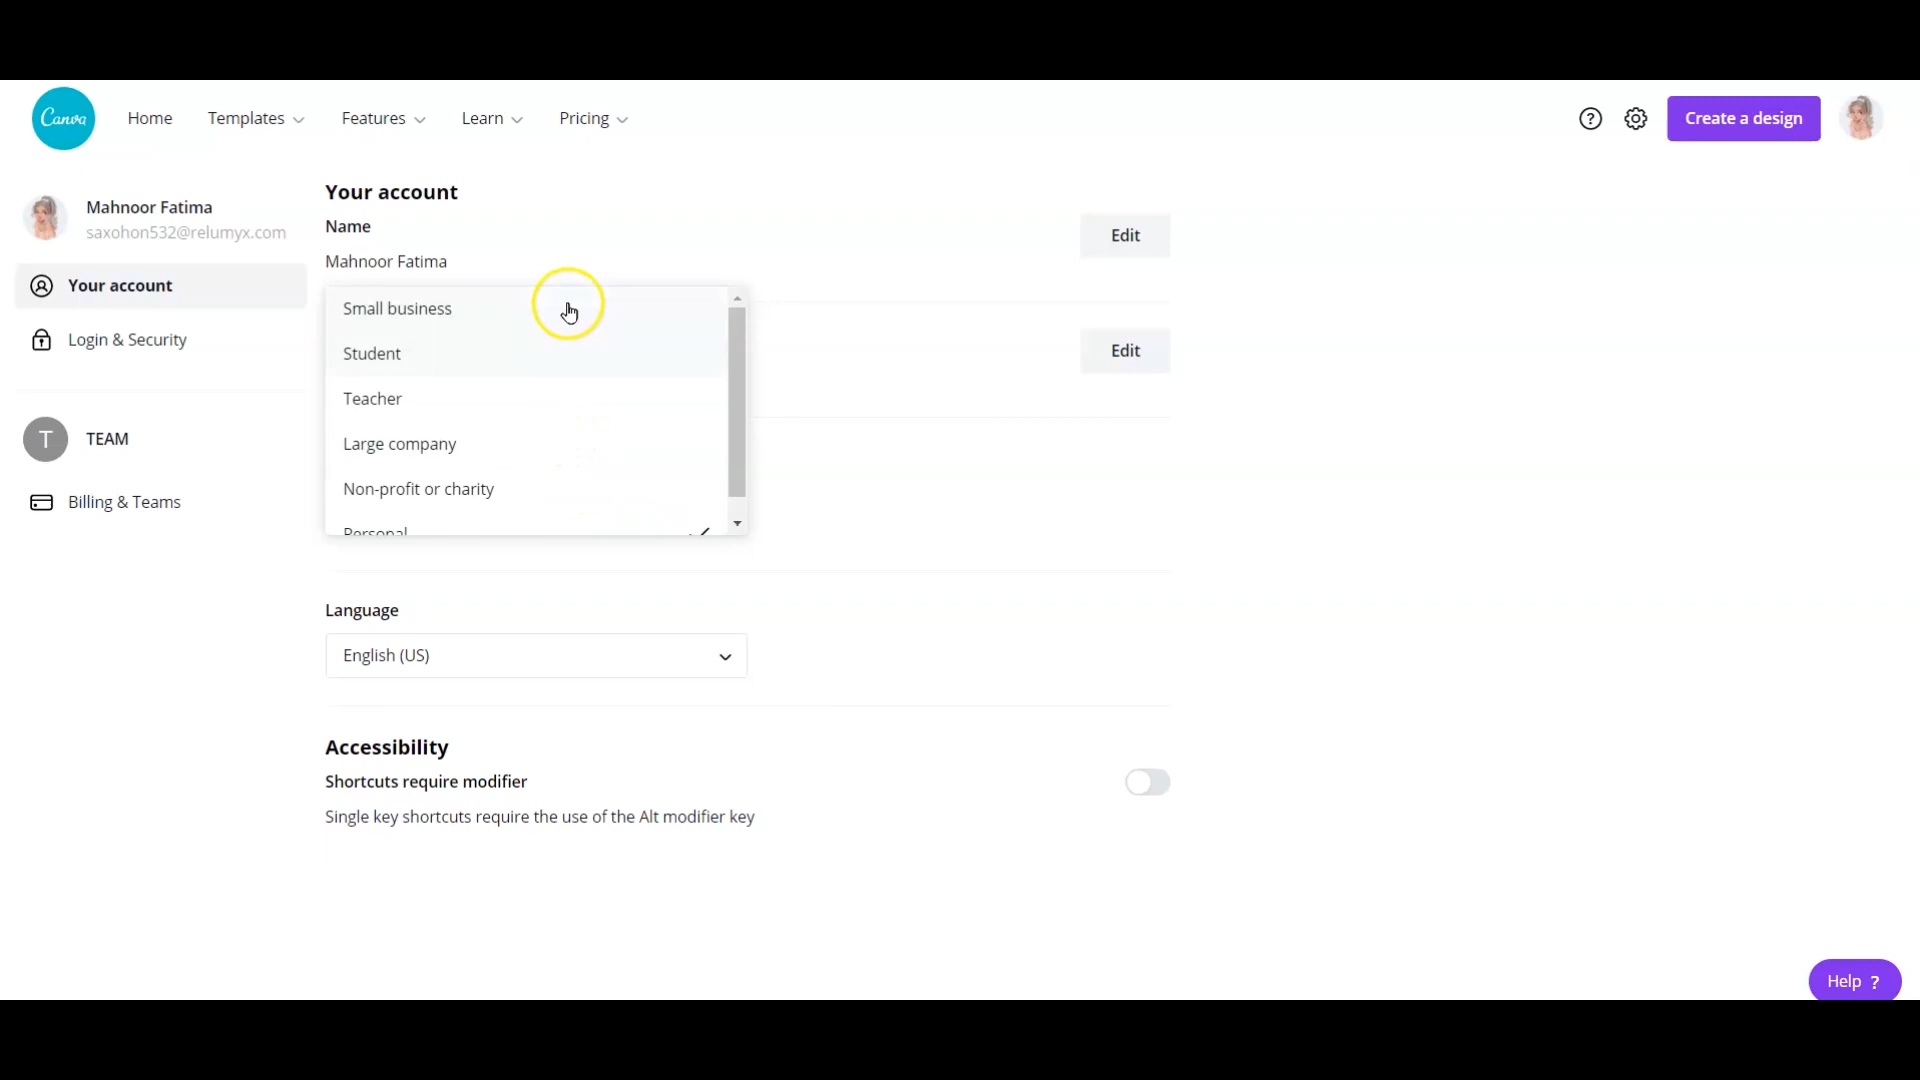 Canva Home Templates Features Learn Pricing ? Create a design
Mahnoor Fatima
saxohon532@relumyx.com
Your account
Login & Security
T TEAM
Billing & Teams
Your account
Name
Edit
Mahnoor Fatima
Small business
Student
Edit
Teacher
Large company
Non-profit or charity
Personal
Language
English (US)
Accessibility
Shortcuts require modifier
Single key shortcuts require the use of the Alt modifier key
Help ?